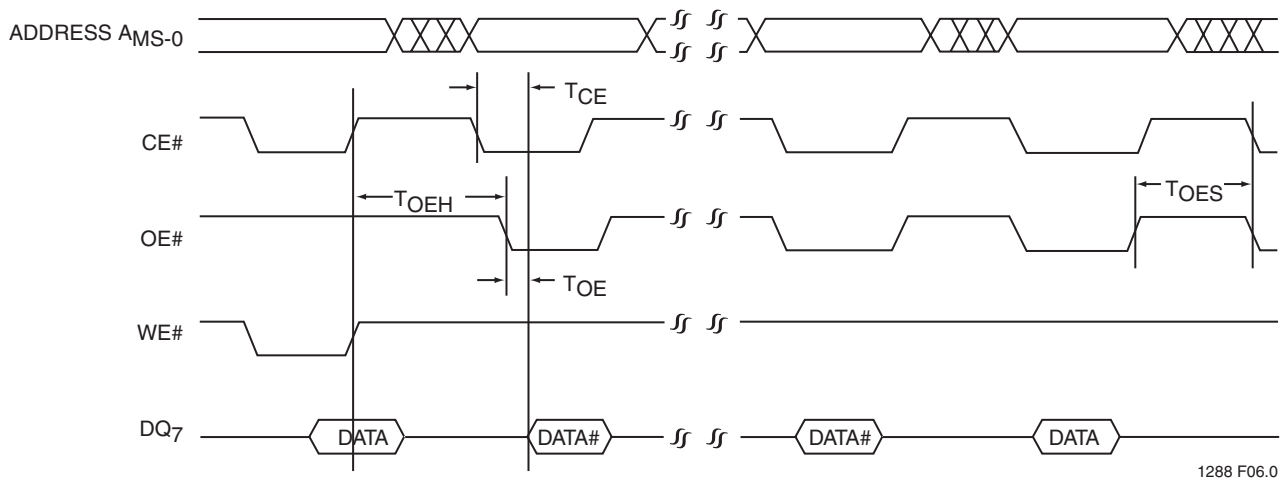 ADDRESS AMS-0
TCE
CE#
TOEH
TOES
OE#
TOE
WE#
DQ7
DATA
DATA#
DATA#
DATA
1288 F06.0